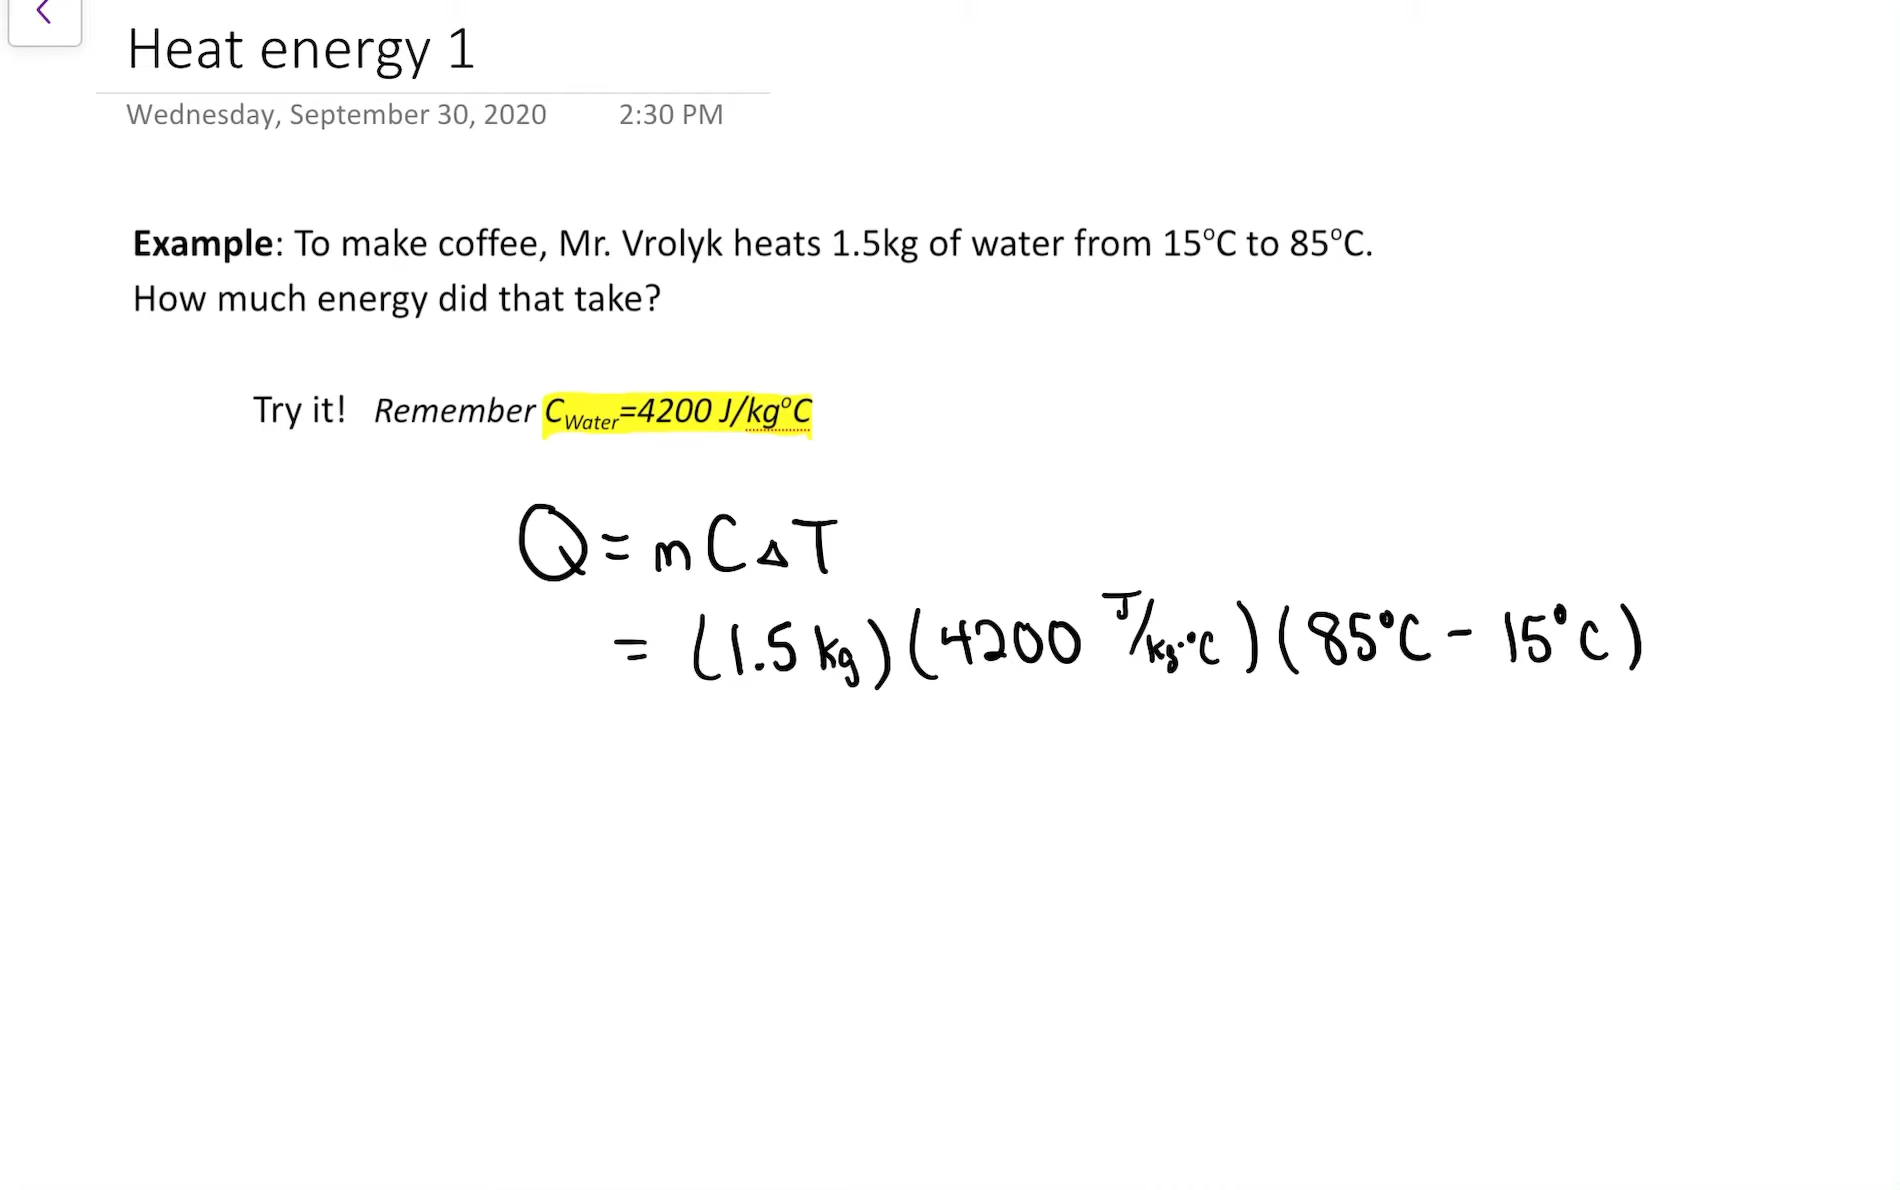 Heat energy 1
Wednesday, September 30, 2020 2:30 PM
Example: To make coffee, Mr. Vrolyk heats 1.5kg of water from 15°C to 85°C.
How much energy did that take?
Try it! Remember C_Water=4200 J/kg°C
Q = mCΔT
= (1.5 kg)(4200 J/kg·°C)(85°C - 15°C)